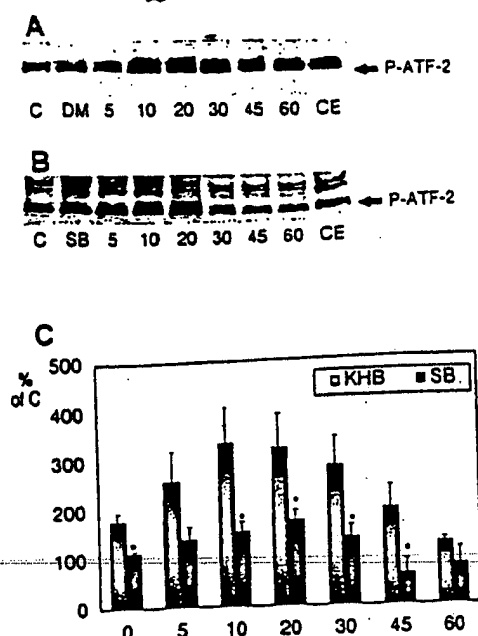 A
P-ATF-2
C DM 5 10 20 30 45 60 CE
B
P-ATF-2
C SB 5 10 20 30 45 60 CE
C
500
%
of C
KHB SB
400
300
200
100
0
0 5 10 20 30 45 60